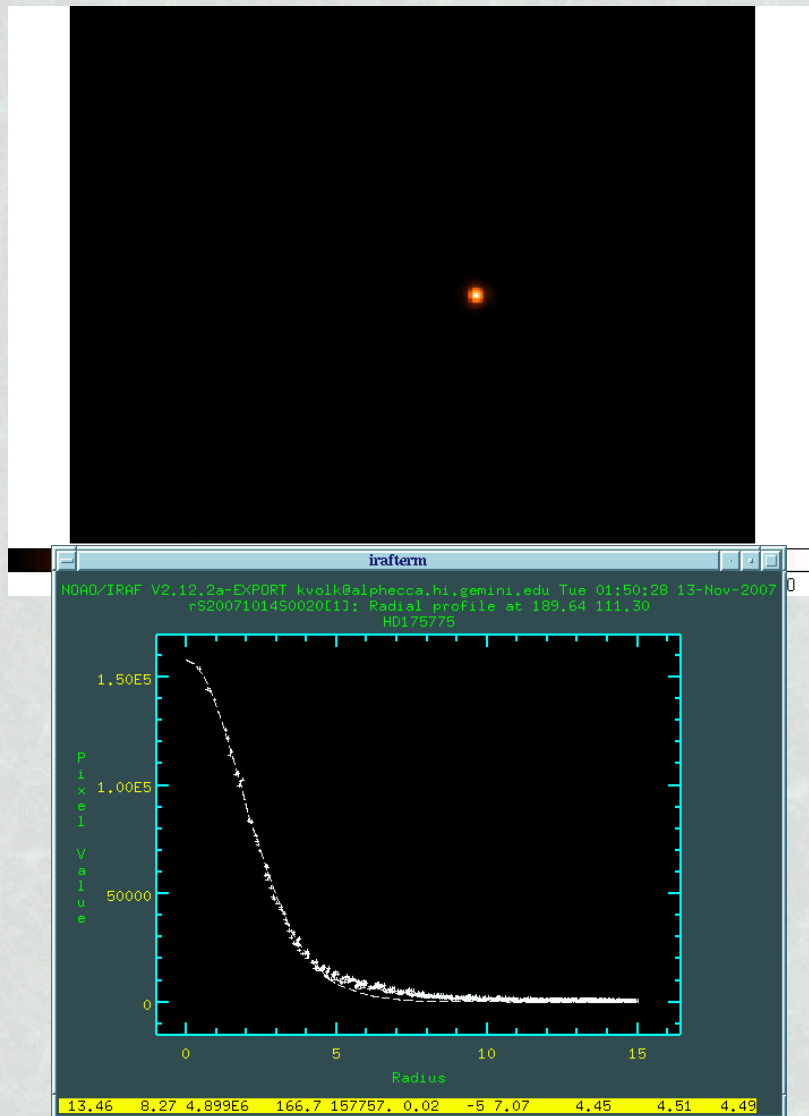 0
irafterm
NOAO/IRAF V2.12.2a-EXPORT kvolk@alphecca.hi.gemini.edu Tue 01:50:28 13-Nov-2007
rS20071014S0020[1]: Radial profile at 189.64 111.30
HD175775
1.50E5
1.00E5
50000
0
Pixel Value
0 5 10 15
Radius
13.46 8.27 4.899E6 166.7 157757. 0.02 -5 7.07 4.45 4.51 4.49